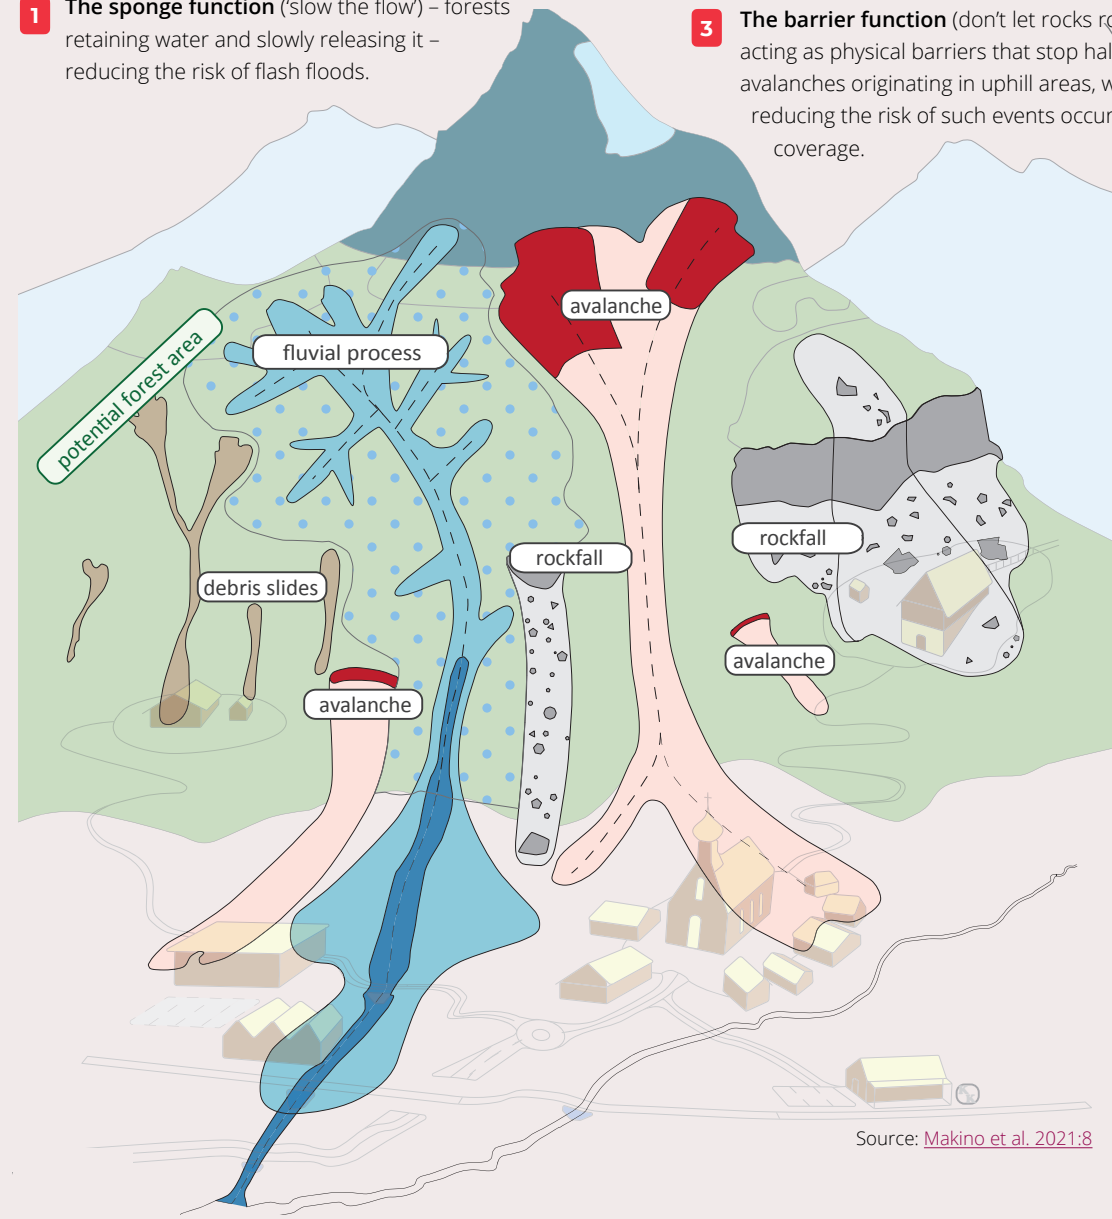 1 The sponge function ('slow the flow') – forests
retaining water and slowly releasing it –
reducing the risk of flash floods.
3 The barrier function (don't let rocks
acting as physical barriers that stop
avalanches originating in uphill areas,
reducing the risk of such events
coverage.
avalanche
fluvial process
potential forest area
rockfall
rockfall
debris slides
avalanche
avalanche
Source: Makino et al. 2021:8